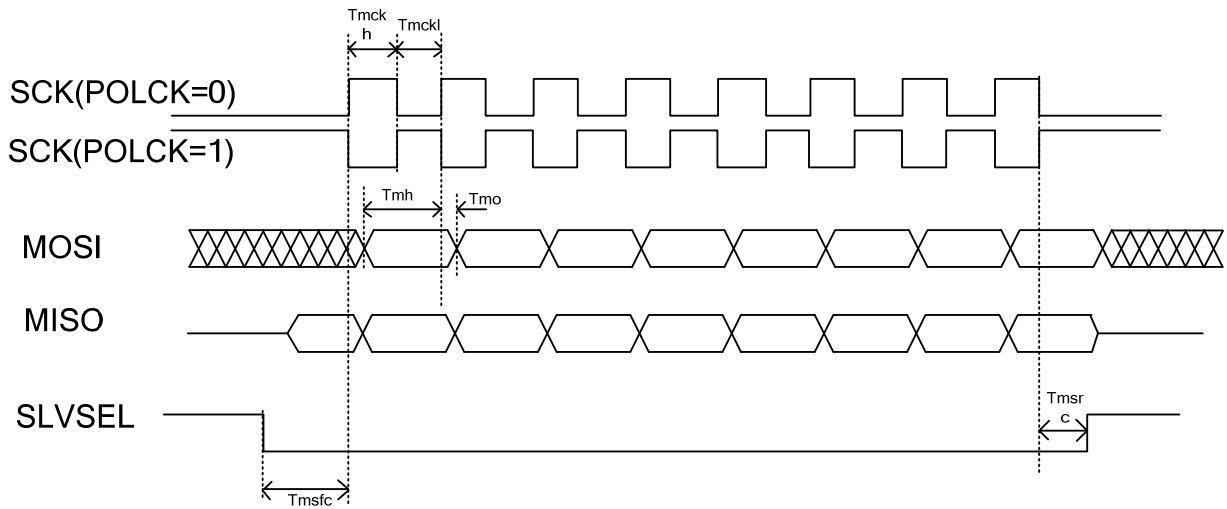 Tmck
h
Tmckl
SCK(POLCK=0)
SCK(POLCK=1)
Tmh
Tmo
MOSI
MISO
SLVSEL
Tmsr
c
Tmsfc